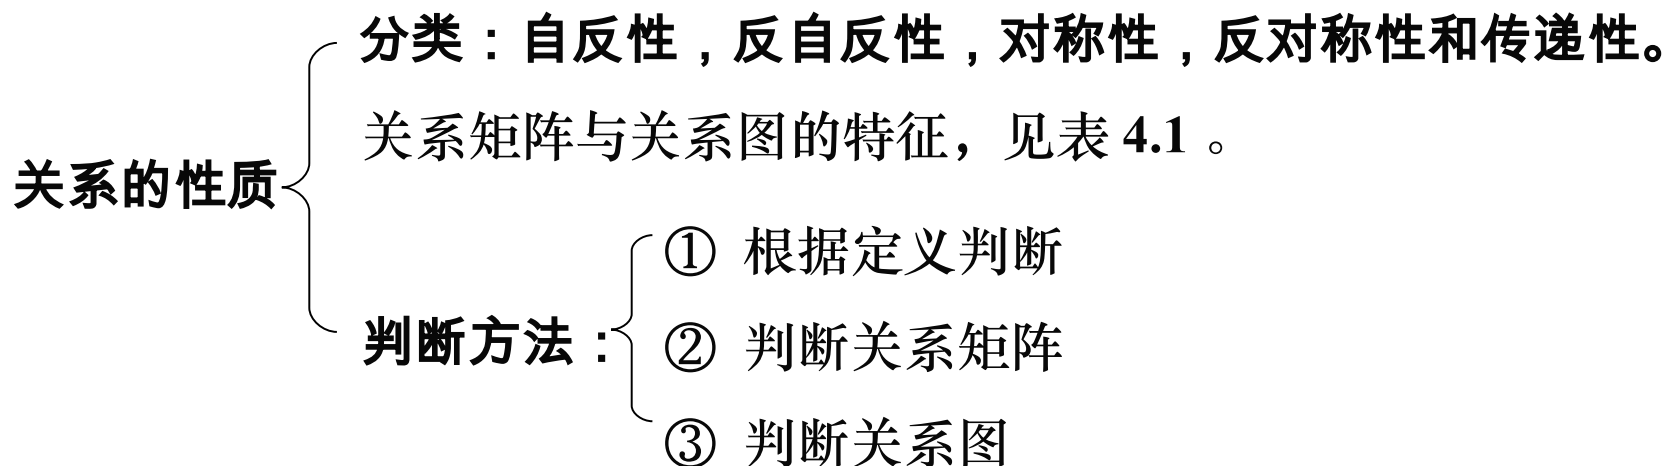 分类：自反性，反自反性，对称性，反对称性和传递性。
关系矩阵与关系图的特征，见表 4.1 。
关系的性质
① 根据定义判断
判断方法：
② 判断关系矩阵
③ 判断关系图